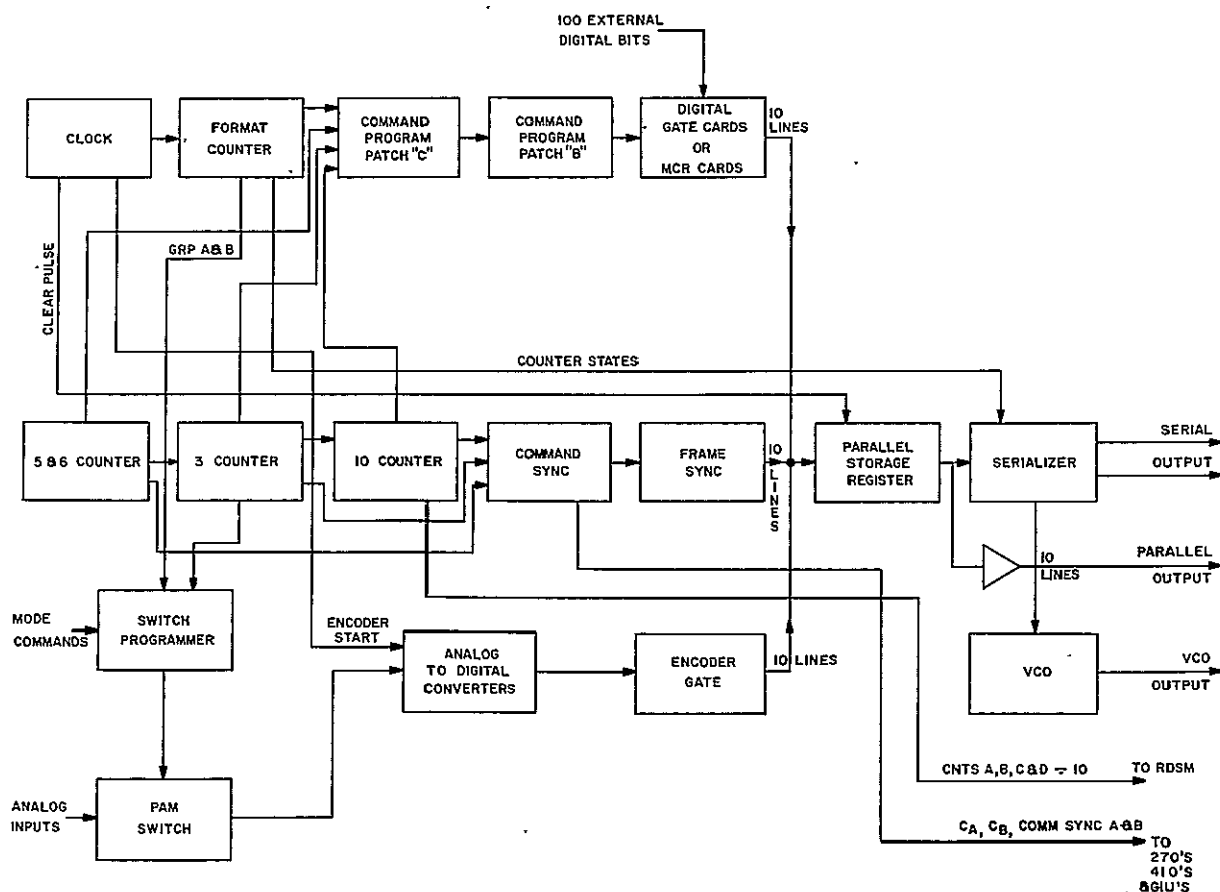 100 EXTERNAL
DIGITAL BITS
CLOCK
FORMAT
COUNTER
COMMAND
PROGRAM
PATCH "C"
COMMAND
PROGRAM
PATCH "B"
DIGITAL
GATE CARDS
OR
MCR CARDS
10
LINES
GRP A & B
CLEAR PULSE
COUNTER STATES
5 & 6 COUNTER
3 COUNTER
10 COUNTER
COMMAND
SYNC
FRAME
SYNC
10
LINES
PARALLEL
STORAGE
REGISTER
SERIALIZER
SERIAL
OUTPUT
10
LINES
PARALLEL
OUTPUT
MODE
COMMANDS
SWITCH
PROGRAMMER
ENCODER
START
ANALOG
TO DIGITAL
CONVERTERS
ENCODER
GATE
10 LINES
VCO
VCO
OUTPUT
CNTS A, B, C & D ÷ 10
TO RDSM
ANALOG
INPUTS
PAM
SWITCH
CA, CB, COMM SYNC A & B
TO
270'S
410'S
& GIU'S